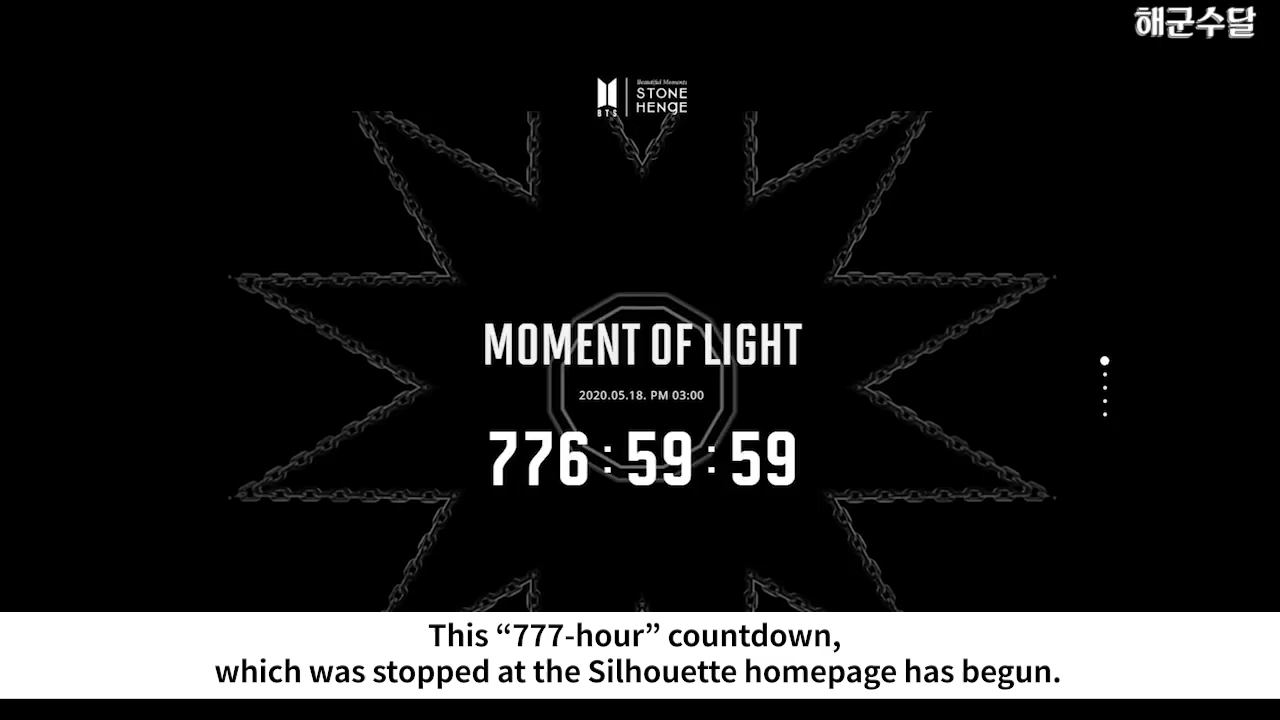 해군수달
Beautiful Moments
STONE
HENGE
BTS
MOMENT OF LIGHT
2020.05.18. PM 03:00
776:59:59
This “777-hour” countdown,
which was stopped at the Silhouette homepage has begun.